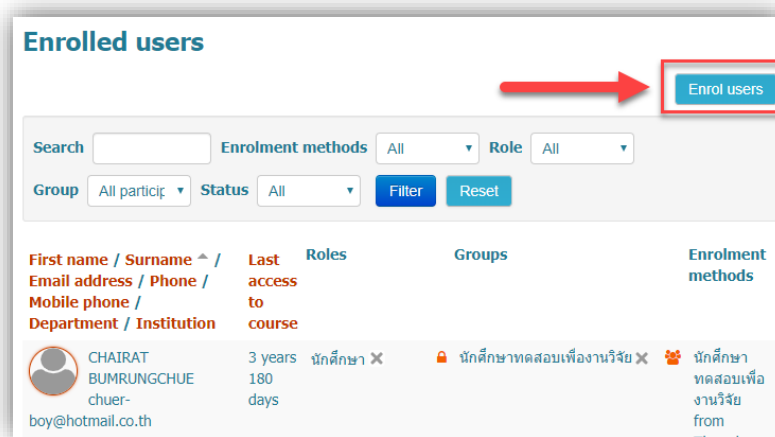 Enrolled users
Enrol users
Search Enrolment methods All Role All
Group All particip Status All Filter Reset
First name / Surname /
Email address / Phone /
Mobile phone /
Department / Institution
Last
access
to
course
Roles
Groups
Enrolment
methods
CHAIRAT
BUMRUNGCHUE
chuer-
boy@hotmail.co.th
3 years
180
days
นักศึกษา
นักศึกษาทดสอบเพื่องานวิจัย
นักศึกษา
ทดสอบเพื่อ
งานวิจัย
from